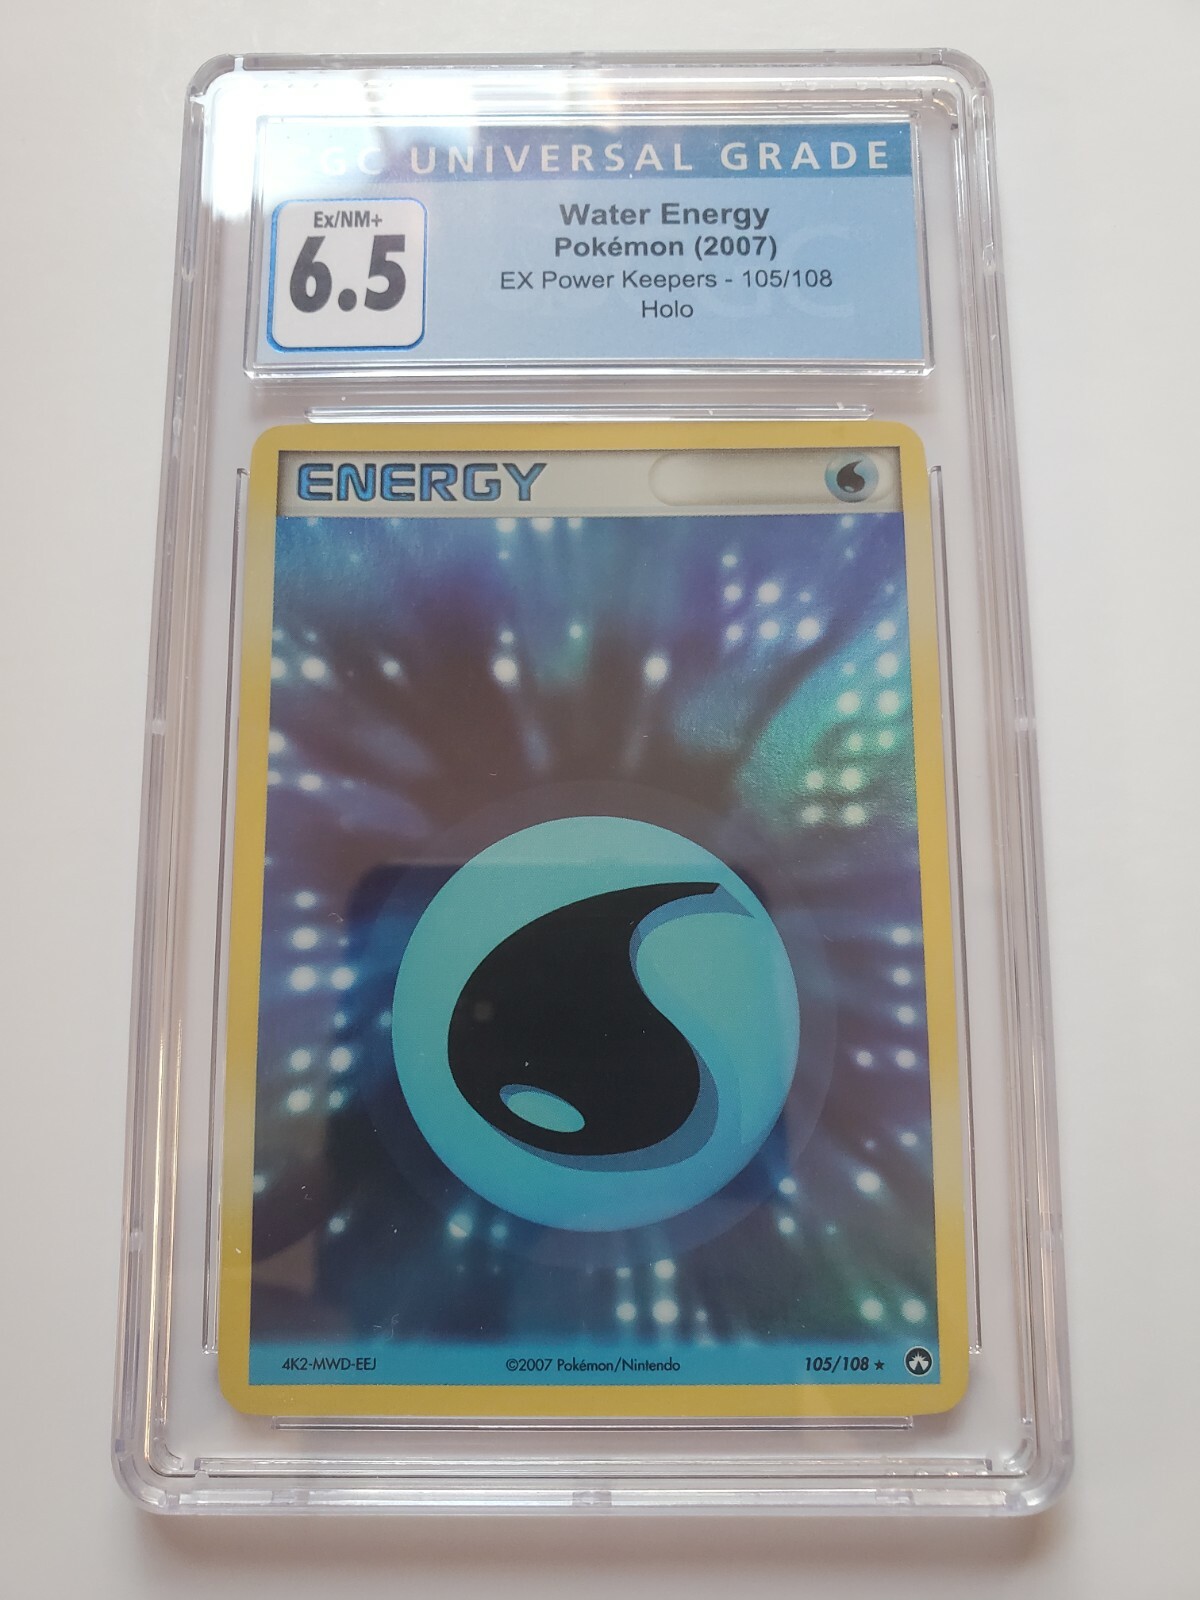 CGC UNIVERSAL GRADE
Ex/NM+
6.5
Water Energy
Pokémon (2007)
EX Power Keepers - 105/108
Holo
ENERGY
4K2-MWD-EEJ
©2007 Pokémon/Nintendo
105/108 ★